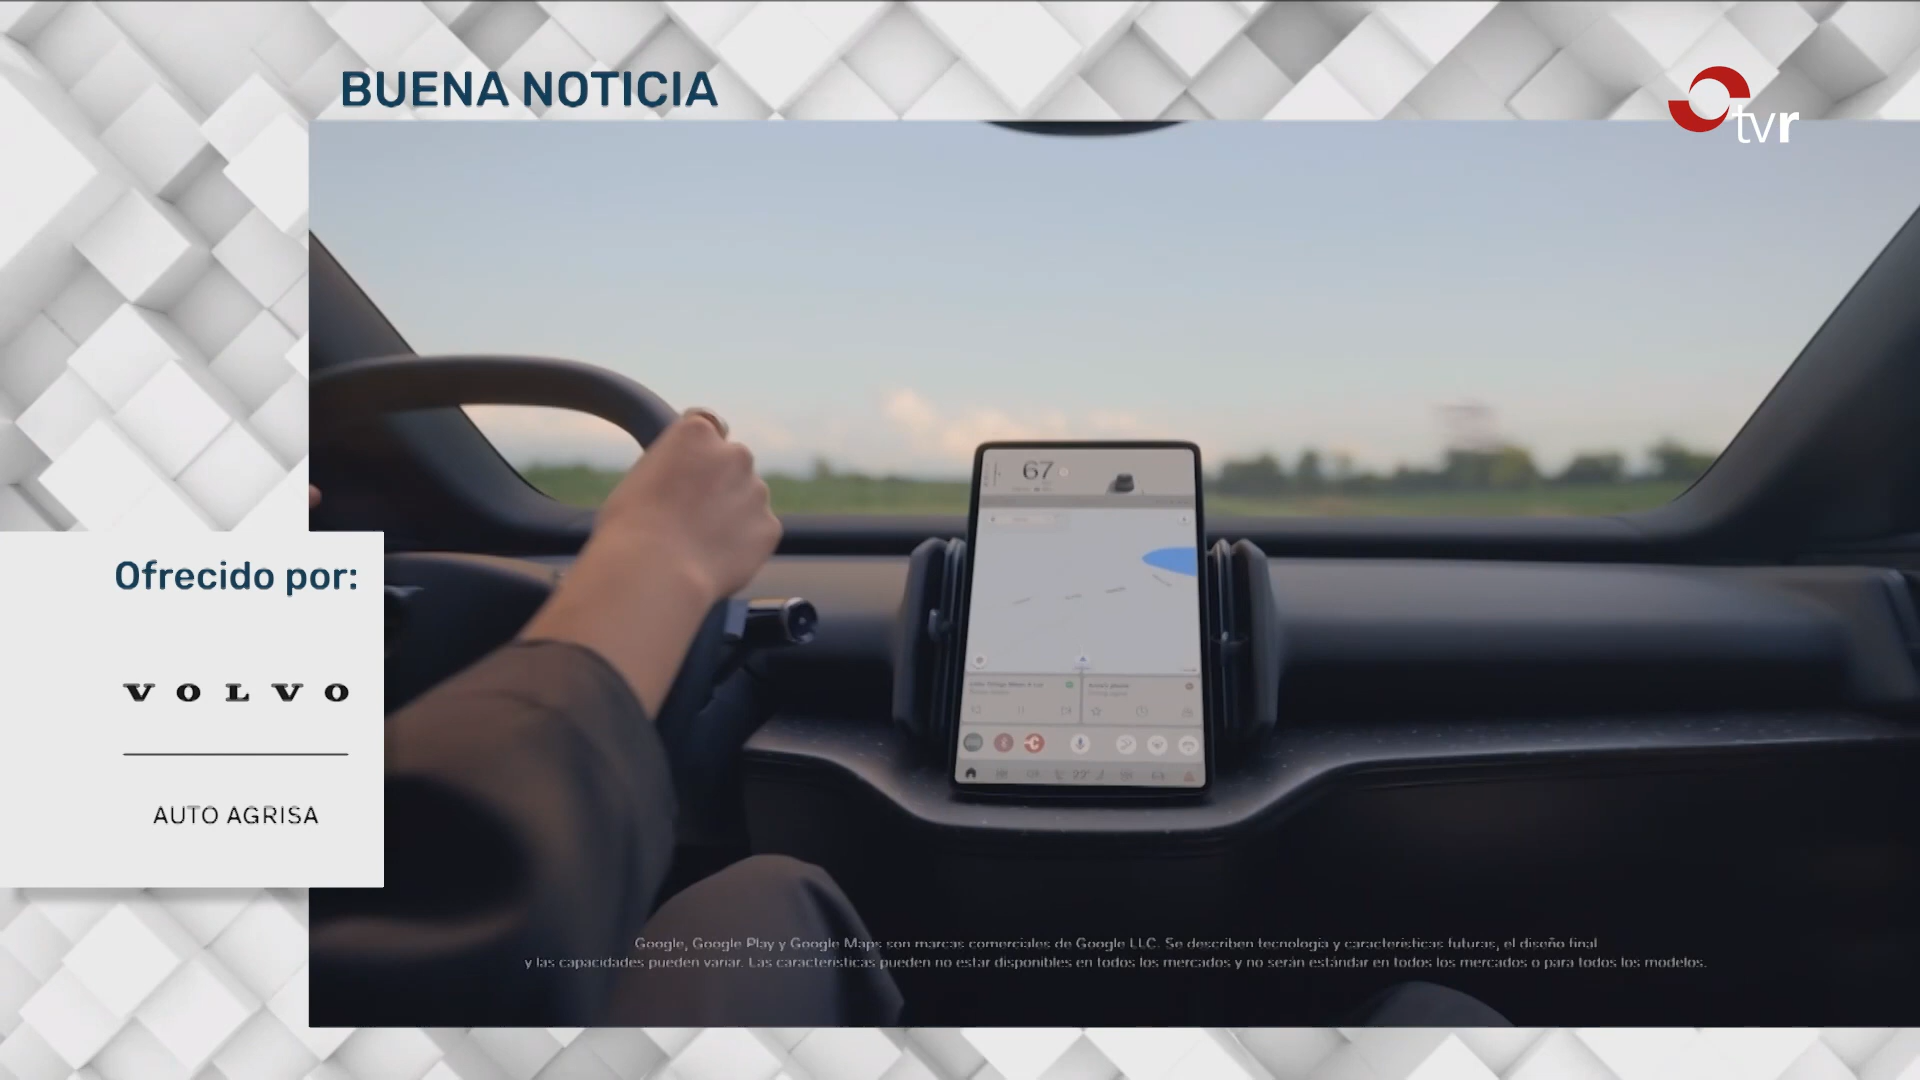 BUENA NOTICIA
tvr
67
Ofrecido por:
VOLVO
AUTO AGRISA
22°
Google, Google Play y Google Maps son marcas comerciales de Google LLC. Se describen tecnología y características futuras, el diseño final
y las capacidades pueden variar. Las características pueden no estar disponibles en todos los mercados y no serán estándar en todos los mercados o para todos los modelos.